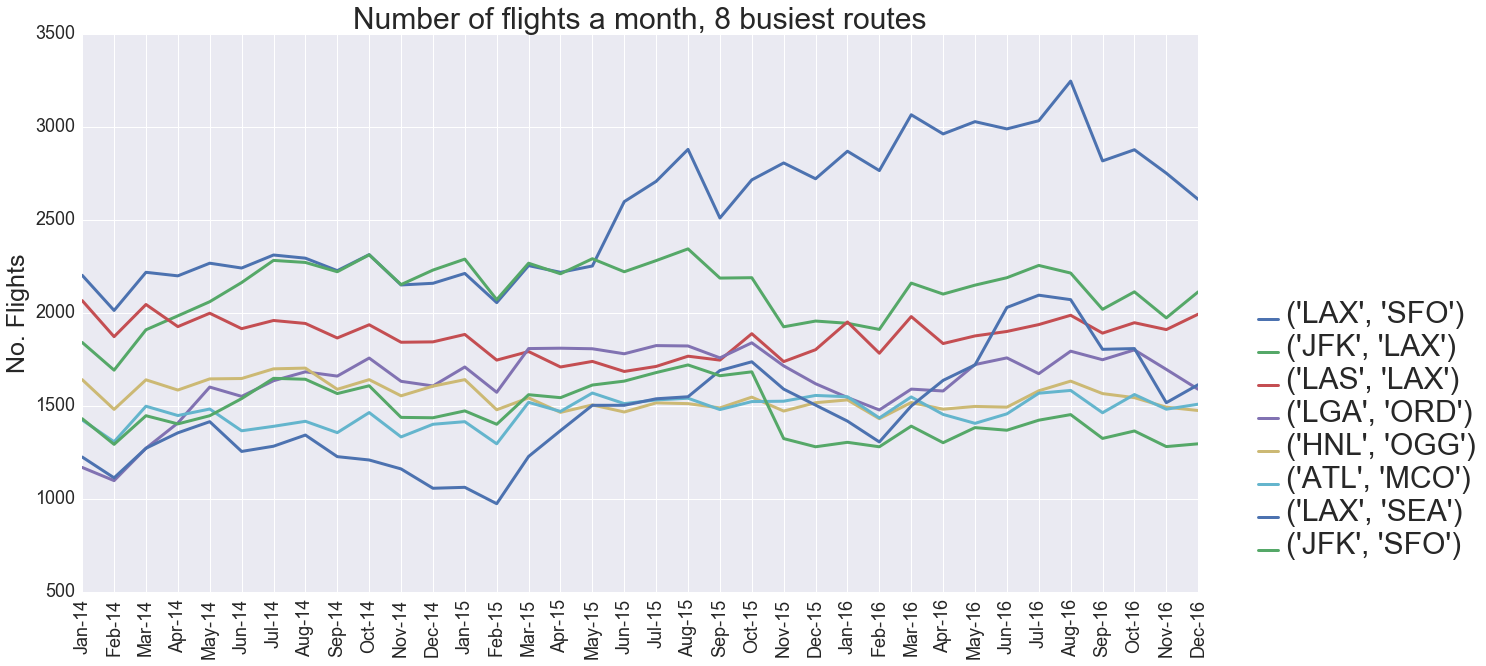 Number of flights a month, 8 busiest routes
No. Flights
3500
3000
2500
2000
1500
1000
500
Jan-14
Feb-14
Mar-14
Apr-14
May-14
Jun-14
Jul-14
Aug-14
Sep-14
Oct-14
Nov-14
Dec-14
Jan-15
Feb-15
Mar-15
Apr-15
May-15
Jun-15
Jul-15
Aug-15
Sep-15
Oct-15
Nov-15
Dec-15
Jan-16
Feb-16
Mar-16
Apr-16
May-16
Jun-16
Jul-16
Aug-16
Sep-16
Oct-16
Nov-16
Dec-16
('LAX', 'SFO')
('JFK', 'LAX')
('LAS', 'LAX')
('LGA', 'ORD')
('HNL', 'OGG')
('ATL', 'MCO')
('LAX', 'SEA')
('JFK', 'SFO')